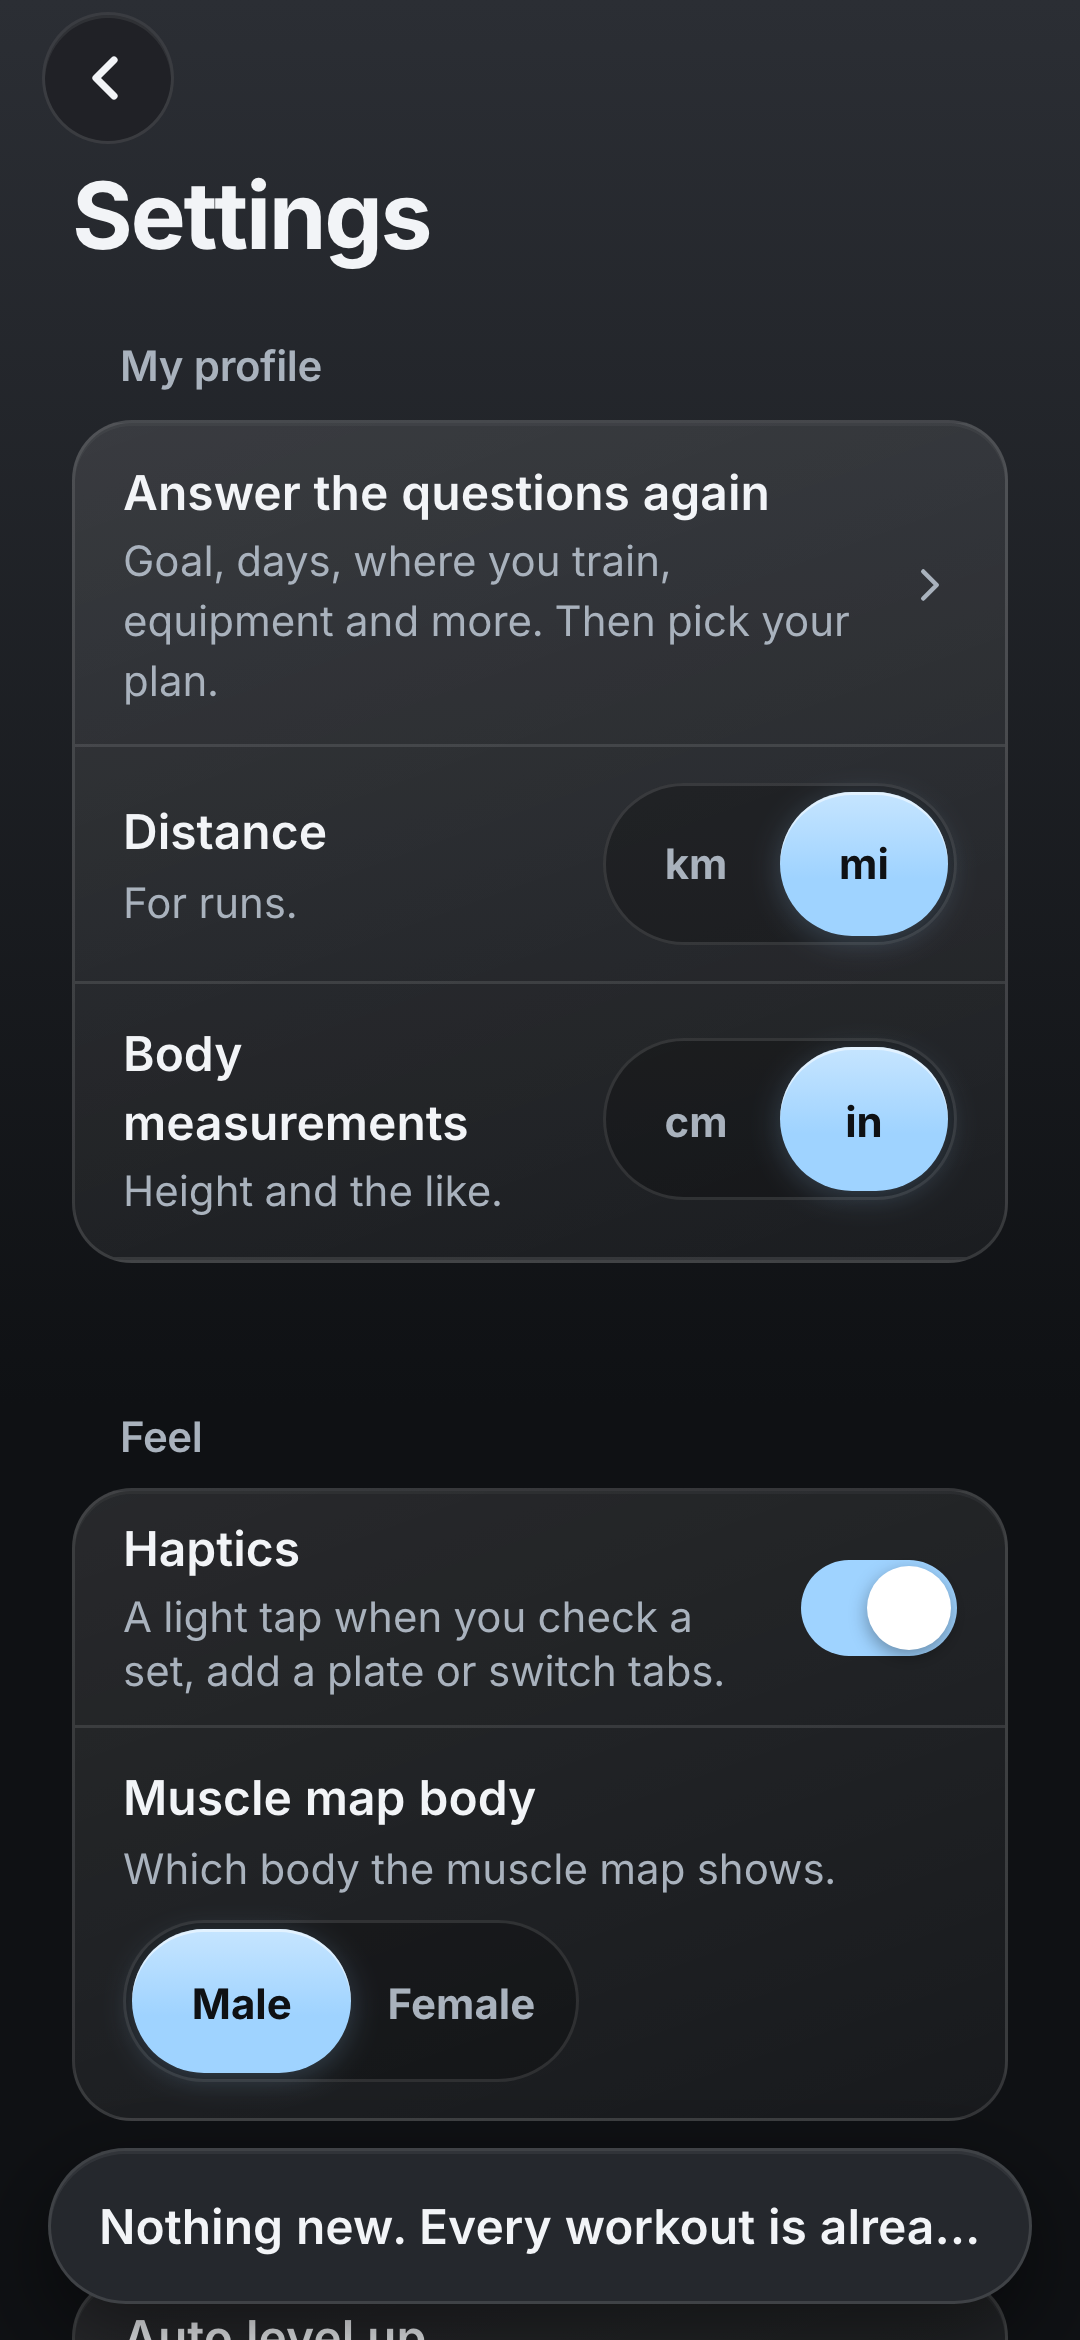 Settings
My profile
Answer the questions again
Goal, days, where you train,
equipment and more. Then pick your
plan.
Distance
For runs.
km
mi
Body
measurements
Height and the like.
cm
in
Feel
Haptics
A light tap when you check a
set, add a plate or switch tabs.
Muscle map body
Which body the muscle map shows.
Male
Female
Nothing new. Every workout is alrea...
Auto level up